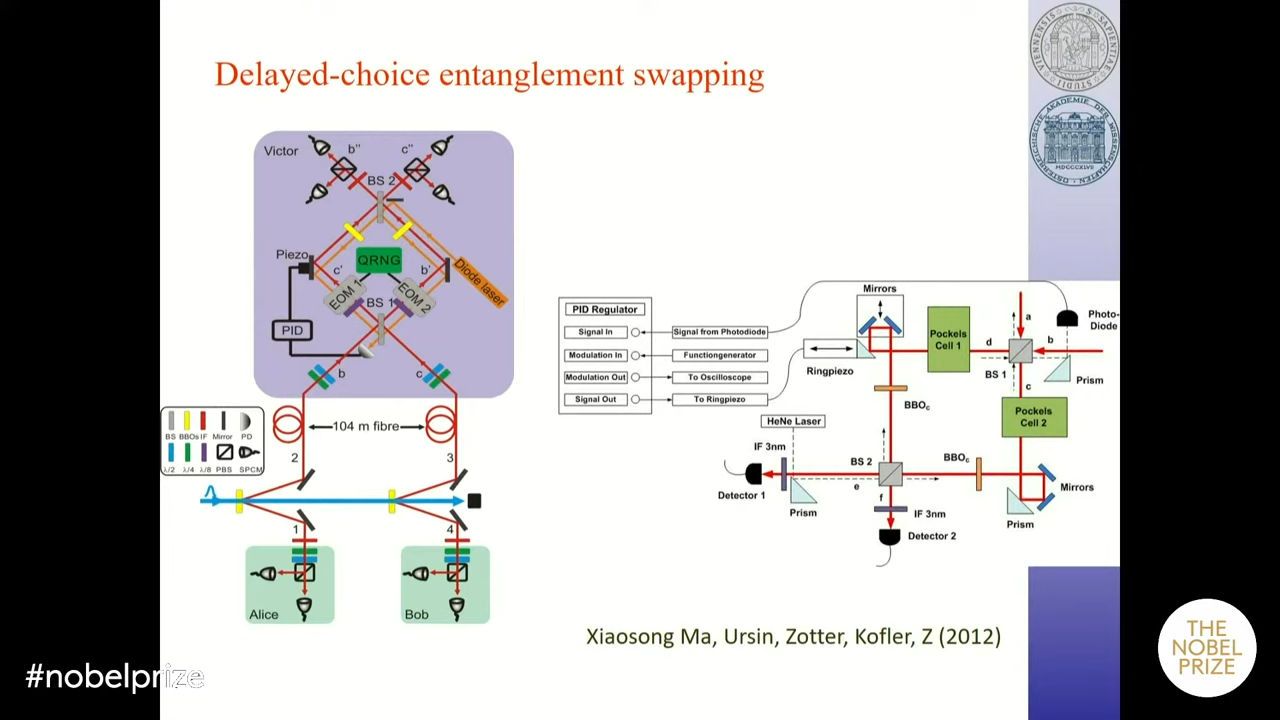 Delayed-choice entanglement swapping
Victor
b''
c''
BS 2
Piezo
c'
QRNG
b'
Diode laser
EOM 1
EOM 2
BS 1
PID
b
c
104 m fibre
2
3
BS BBOs IF Mirror PD
λ/2 λ/4 λ/8 PBS SPCM
1
4
Alice
Bob
PID Regulator
Signal In
Signal from Photodiode
Modulation In
Functiongenerator
Modulation Out
To Oscilloscope
Signal Out
To Ringpiezo
Mirrors
Ringpiezo
Pockels
Cell 1
a
Photo-
Diode
d
b
BS 1
Prism
c
BBOc
Pockels
Cell 2
HeNe Laser
IF 3nm
BS 2
BBOc
Detector 1
e
Mirrors
Prism
f
IF 3nm
Prism
Detector 2
Xiaosong Ma, Ursin, Zotter, Kofler, Z (2012)
#nobelprize
THE
NOBEL
PRIZE